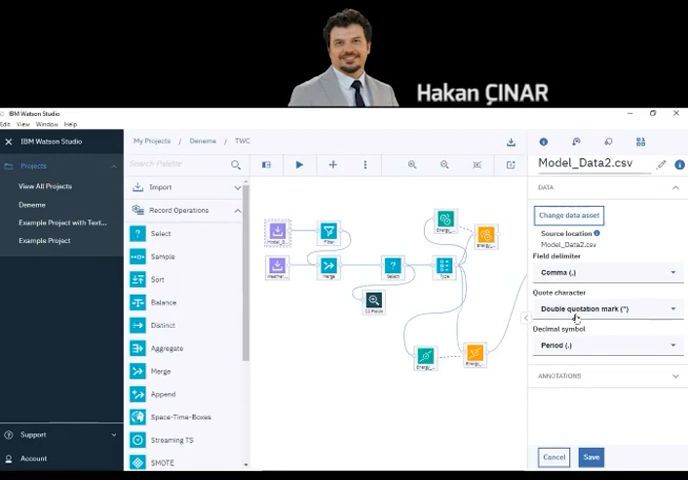 Hakan ÇINAR
IBM Watson Studio
Edit View Window Help
IBM Watson Studio
My Projects Deneme TWC
Model_Data2.csv
Projects
Search Palette
View All Projects
Import
DATA
Deneme
Record Operations
Change data asset
Example Project with Text...
Select
Source location
Example Project
Model_Data2.csv
Sample
Field delimiter
Filter
Sort
Comma (,)
Merge
Select
Type
Balance
Quote character
Double quotation mark (")
Distinct
Decimal symbol
Aggregate
Period (.)
Merge
ANNOTATIONS
Append
Space-Time-Boxes
Support
Streaming TS
Account
SMOTE
Cancel
Save